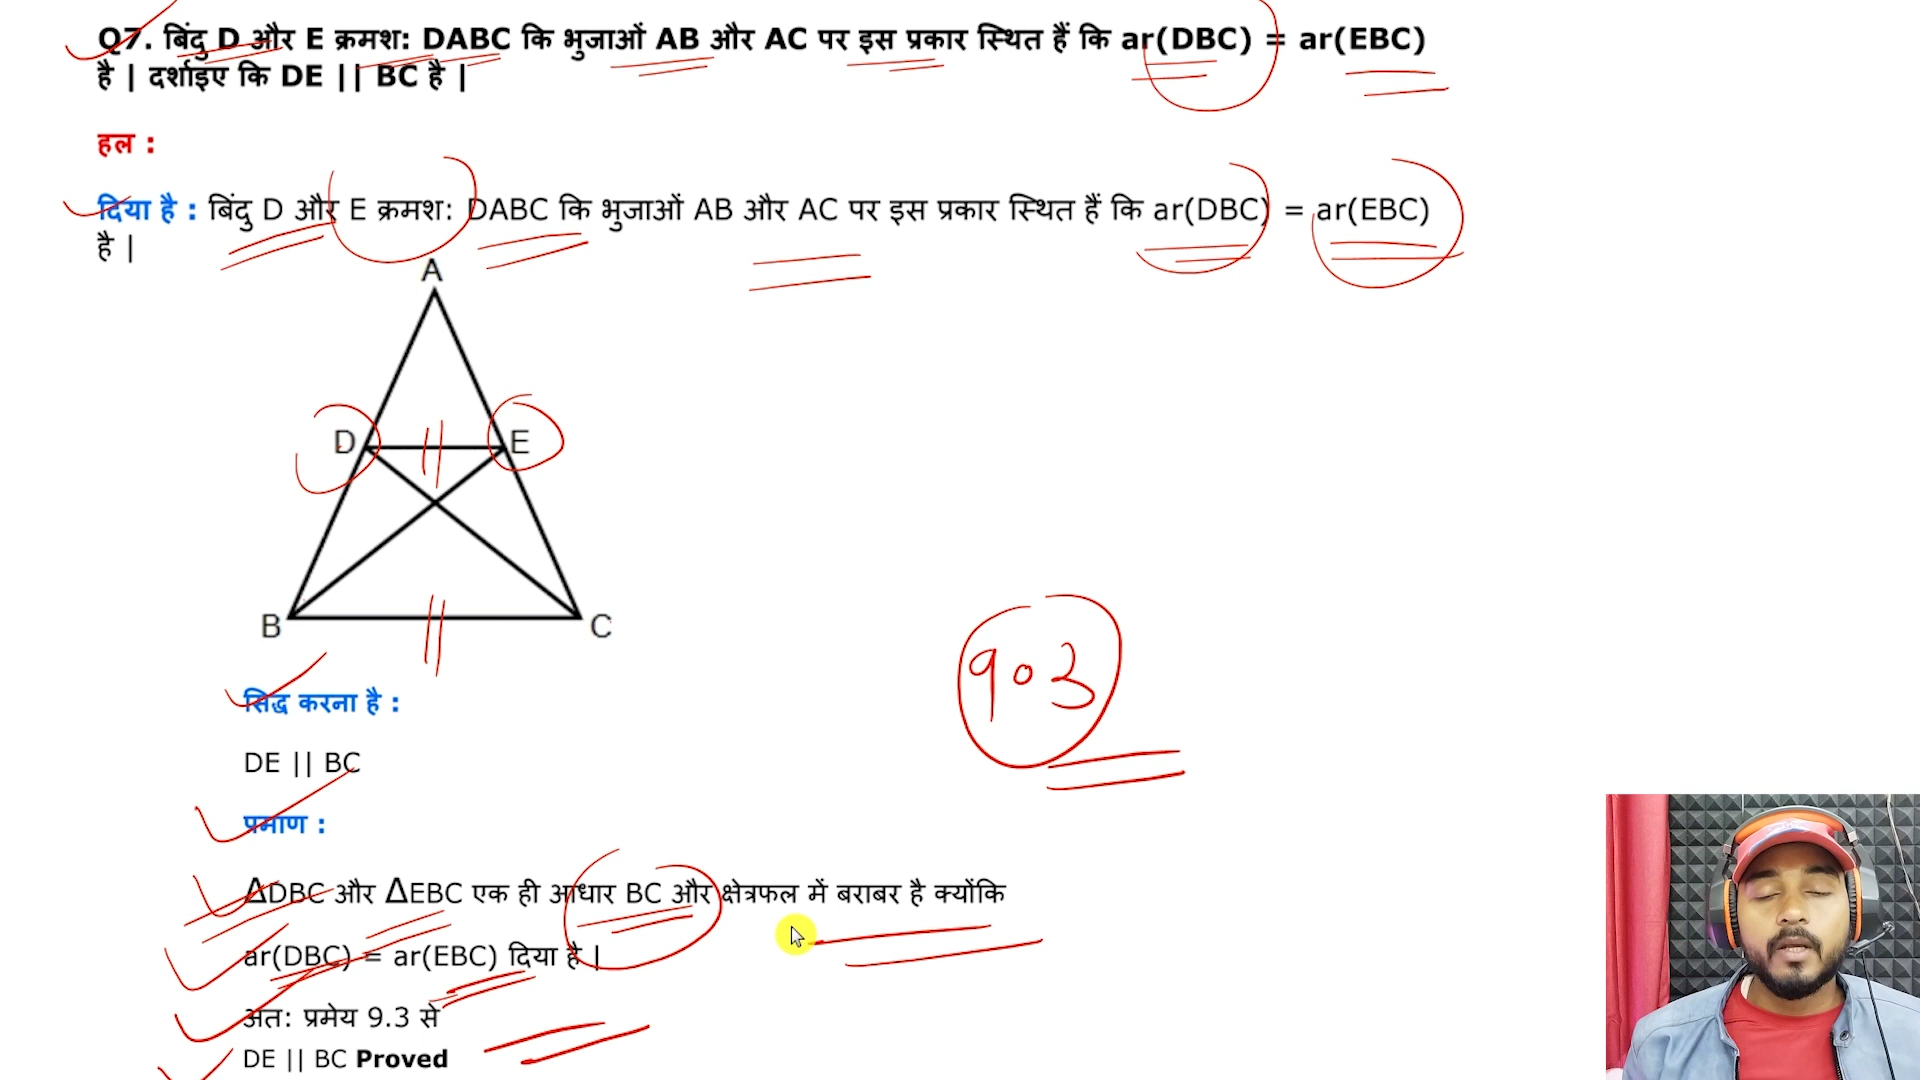 Q7. बिंदु D और E क्रमश: DABC कि भुजाओं AB और AC पर इस प्रकार स्थित हैं कि ar(DBC) = ar(EBC)
है | दर्शाइए कि DE || BC है |
हल :
दिया है : बिंदु D और E क्रमश: DABC कि भुजाओं AB और AC पर इस प्रकार स्थित हैं कि ar(DBC) = ar(EBC)
है |
A
D
E
B
C
9.3
सिद्ध करना है :
DE || BC
प्रमाण :
ΔDBC और ΔEBC एक ही आधार BC और क्षेत्रफल में बराबर है क्योंकि
ar(DBC) = ar(EBC) दिया है |
अत: प्रमेय 9.3 से
DE || BC Proved